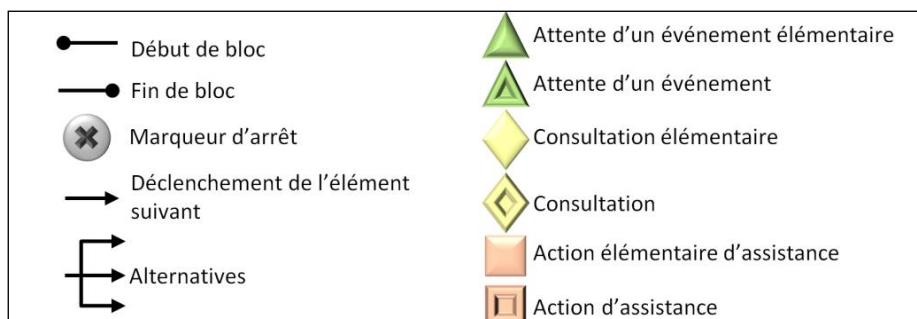 Début de bloc
Fin de bloc
Marqueur d'arrêt
Déclenchement de l'élément
suivant
Alternatives
Attente d'un événement élémentaire
Attente d'un événement
Consultation élémentaire
Consultation
Action élémentaire d'assistance
Action d'assistance